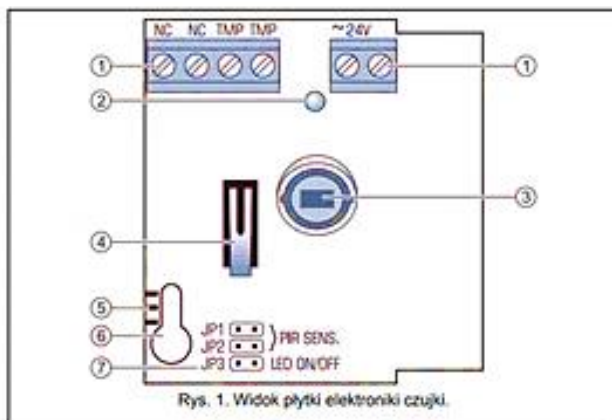 NC NC TMP TMP ~24V
① ①
②
③
④
⑤
⑥ JP1 PIR SENS.
JP2
⑦ JP3 LED ON/OFF
Rys. 1. Widok płytki elektroniki czujki.